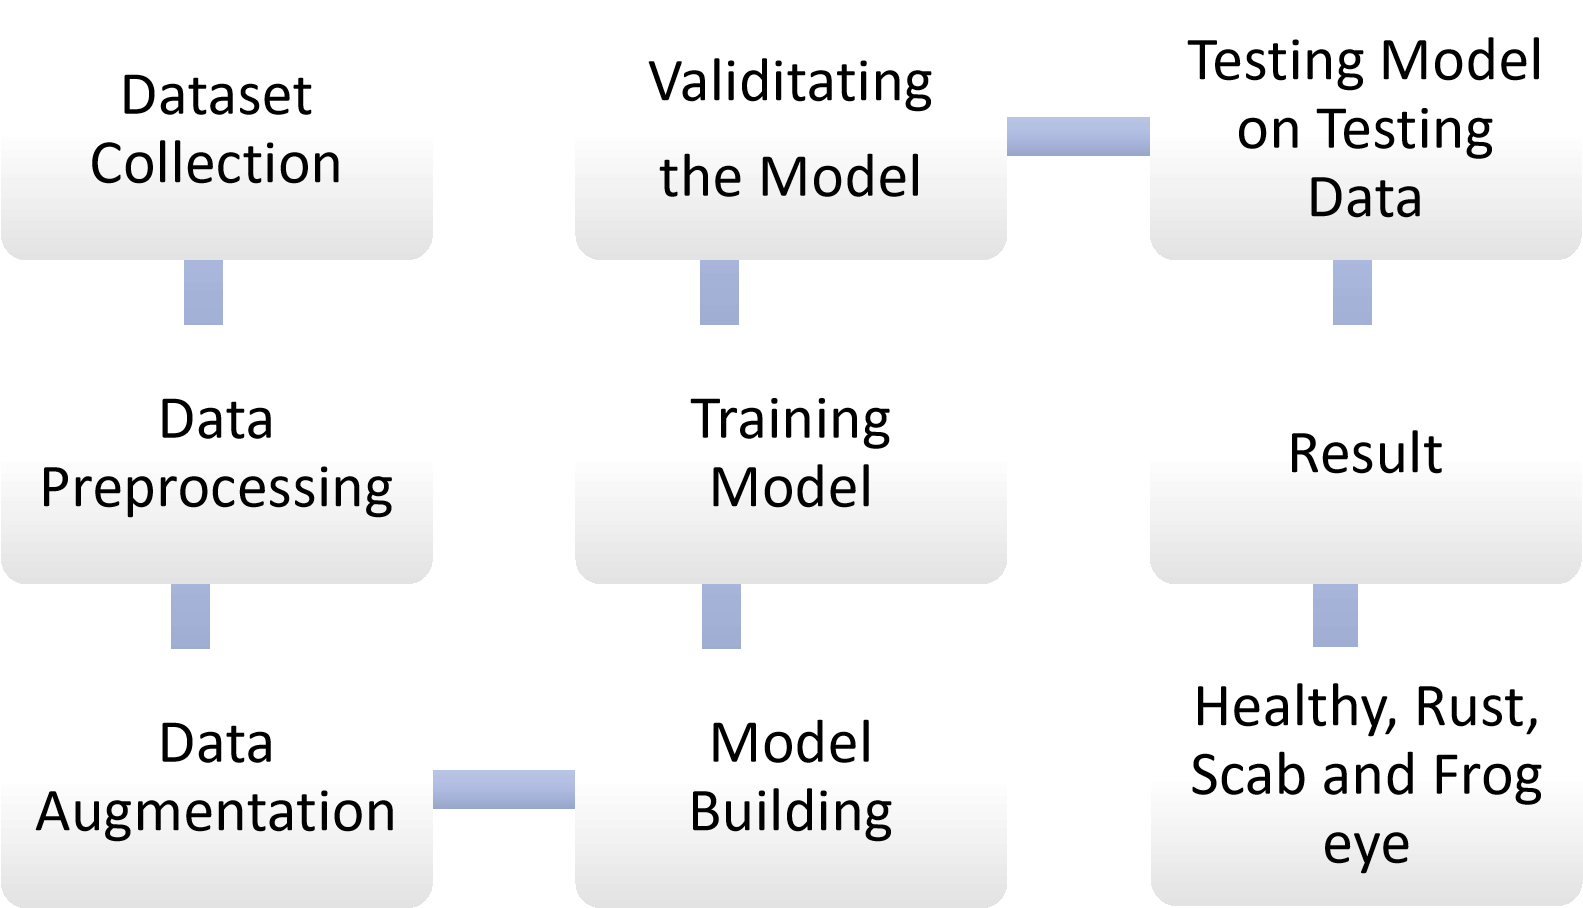 Dataset
Collection
Data
Preprocessing
Data
Augmentation
Model
Building
Training
Model
Validitating
the Model
Testing Model
on Testing
Data
Result
Healthy, Rust,
Scab and Frog
eye